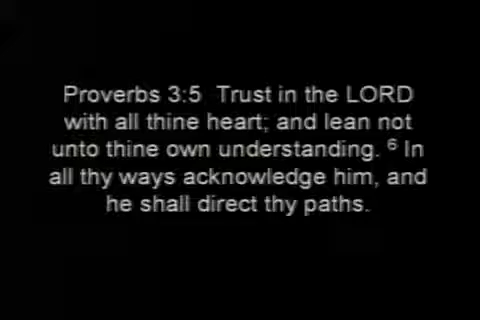 Proverbs 3:5  Trust in the LORD
with all thine heart; and lean not
unto thine own understanding. ⁶ In
all thy ways acknowledge him, and
he shall direct thy paths.